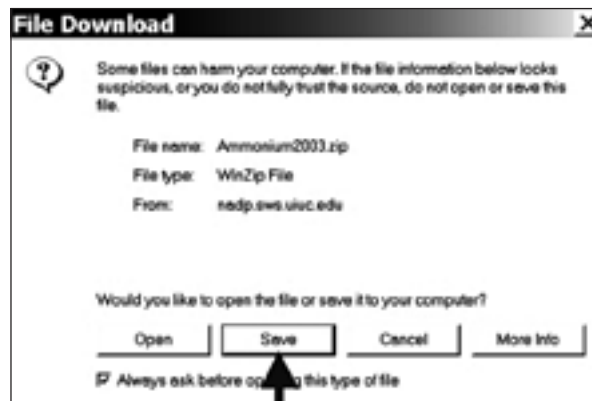 File Download
Some files can harm your computer. If the file information below looks
suspicious, or you do not fully trust the source, do not open or save this
file.
File name: Ammonium2003.zip
File type: WinZip File
From: nadp.sws.uiuc.edu
Would you like to open the file or save it to your computer?
Open Save Cancel More Info
Always ask before opening this type of file